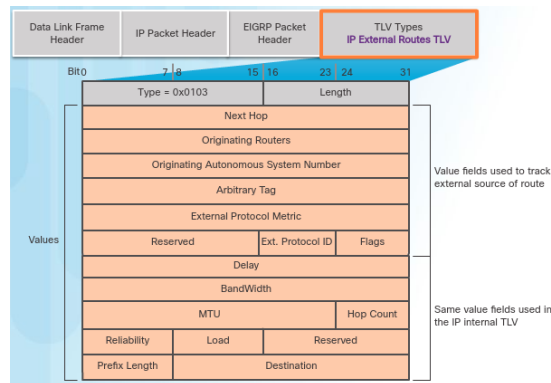 Data Link Frame
Header
IP Packet Header
EIGRP Packet
Header
TLV Types
IP External Routes TLV
Bit0 7 8 15 16 23 24 31
Type = 0x0103 Length
Next Hop
Originating Routers
Originating Autonomous System Number
Arbitrary Tag
External Protocol Metric
Reserved Ext. Protocol ID Flags
Value fields used to track
external source of route
Values
Delay
BandWidth
MTU Hop Count
Reliability Load Reserved
Prefix Length Destination
Same value fields used in
the IP internal TLV